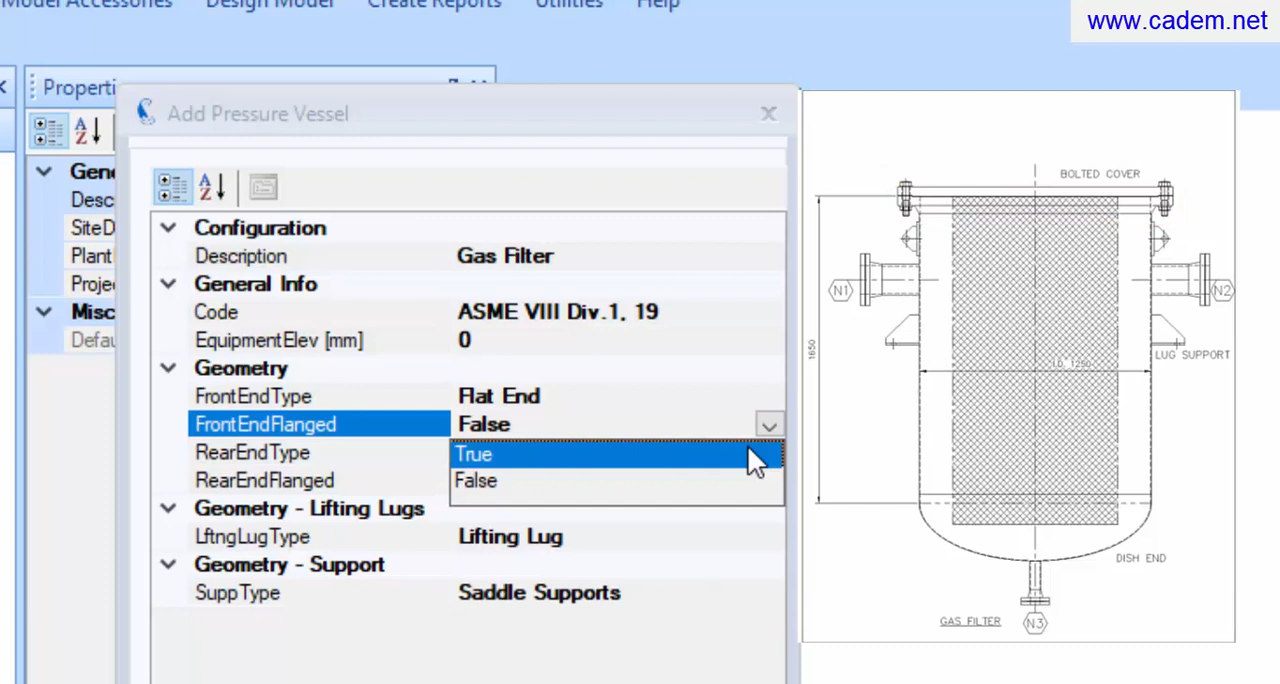 Model Accessories Design Model Create Reports Utilities Help
www.cadem.net
Properti
Add Pressure Vessel
Gene
Desc
SiteD
Plant
Proje
Misc
Defau
Configuration
Description Gas Filter
General Info
Code ASME VIII Div.1, 19
EquipmentElev [mm] 0
Geometry
FrontEndType Flat End
FrontEndFlanged False
RearEndType True
RearEndFlanged False
Geometry - Lifting Lugs
LftngLugType Lifting Lug
Geometry - Support
SuppType Saddle Supports
BOLTED COVER
N1
N2
1650
LUG SUPPORT
DISH END
GAS FILTER
N3